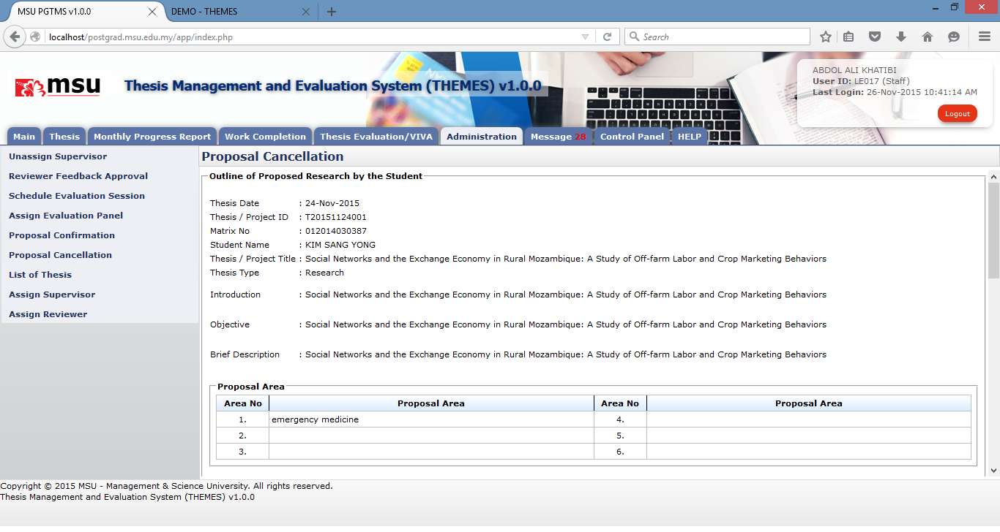 MSU PGTMS v1.0.0
DEMO - THEMES
localhost/postgrad.msu.edu.my/app/index.php
Search
msu
Thesis Management and Evaluation System (THEMES) v1.0.0
ABDOL ALI KHATIBI
User ID: LE017 (Staff)
Last Login: 26-Nov-2015 10:41:14 AM
Logout
Main Thesis Monthly Progress Report Work Completion Thesis Evaluation/VIVA Administration Message 28 Control Panel HELP
Unassign Supervisor
Reviewer Feedback Approval
Schedule Evaluation Session
Assign Evaluation Panel
Proposal Confirmation
Proposal Cancellation
List of Thesis
Assign Supervisor
Assign Reviewer
Proposal Cancellation
Outline of Proposed Research by the Student
Thesis Date : 24-Nov-2015
Thesis / Project ID : T20151124001
Matrix No : 012014030387
Student Name : KIM SANG YONG
Thesis / Project Title : Social Networks and the Exchange Economy in Rural Mozambique: A Study of Off-farm Labor and Crop Marketing Behaviors
Thesis Type : Research
Introduction : Social Networks and the Exchange Economy in Rural Mozambique: A Study of Off-farm Labor and Crop Marketing Behaviors
Objective : Social Networks and the Exchange Economy in Rural Mozambique: A Study of Off-farm Labor and Crop Marketing Behaviors
Brief Description : Social Networks and the Exchange Economy in Rural Mozambique: A Study of Off-farm Labor and Crop Marketing Behaviors
Proposal Area
Area No Proposal Area Area No Proposal Area
1. emergency medicine 4.
2. 5.
3. 6.
Copyright © 2015 MSU - Management & Science University. All rights reserved.
Thesis Management and Evaluation System (THEMES) v1.0.0